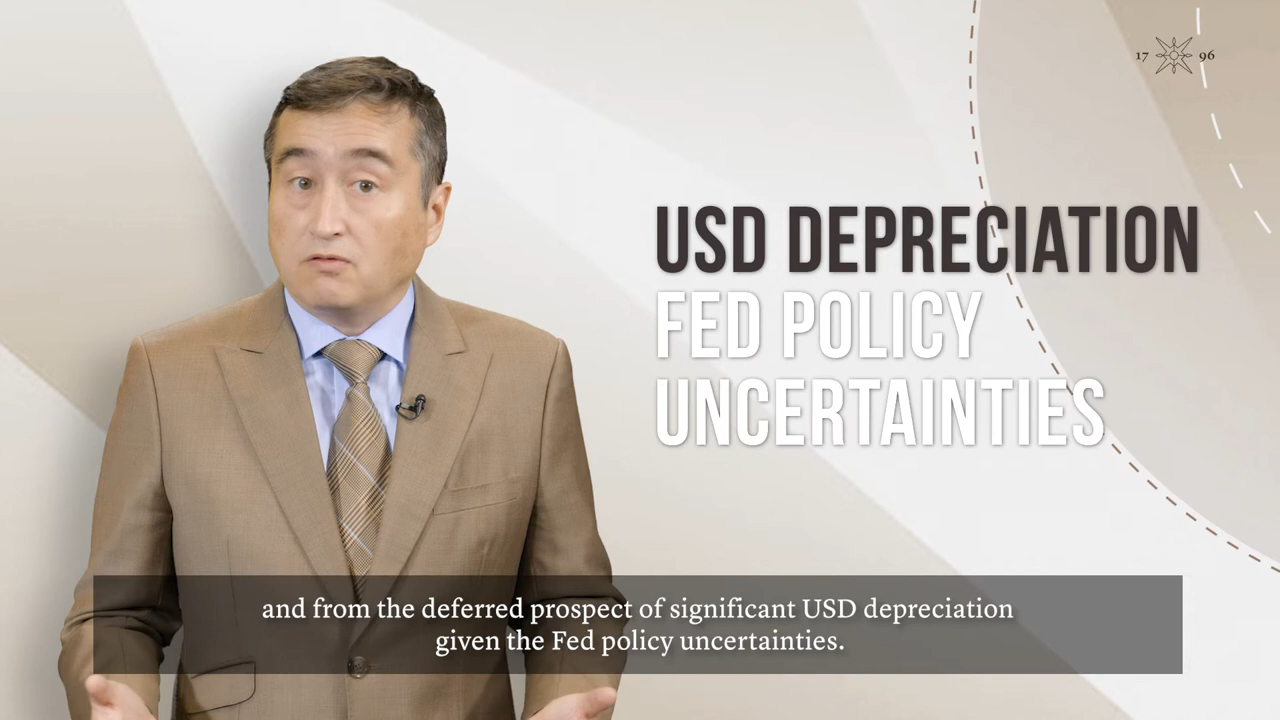 17 96
USD DEPRECIATION
FED POLICY
UNCERTAINTIES
and from the deferred prospect of significant USD depreciation
given the Fed policy uncertainties.